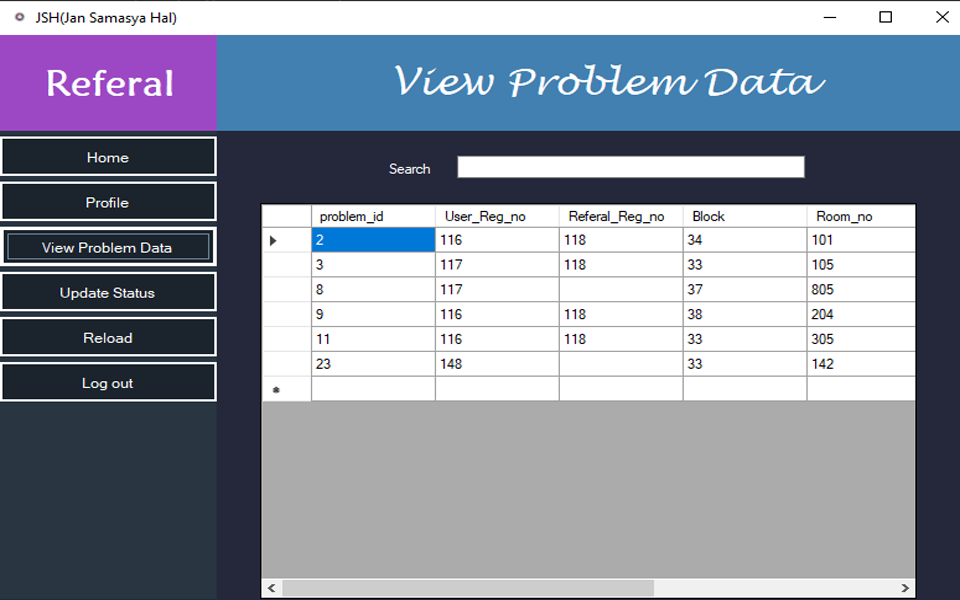 JSH(Jan Samasya Hal)
Referal
View Problem Data
Home
Profile
View Problem Data
Update Status
Reload
Log out
Search
problem_id User_Reg_no Referal_Reg_no Block Room_no
2 116 118 34 101
3 117 118 33 105
8 117 37 805
9 116 118 38 204
11 116 118 33 305
23 148 33 142